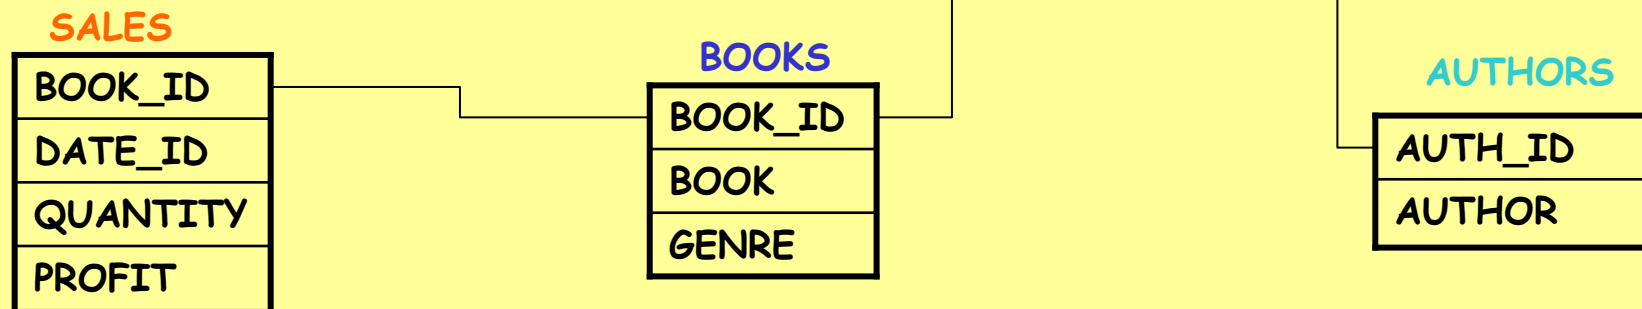 SALES
BOOK_ID
DATE_ID
QUANTITY
PROFIT
BOOKS
BOOK_ID
BOOK
GENRE
AUTHORS
AUTH_ID
AUTHOR